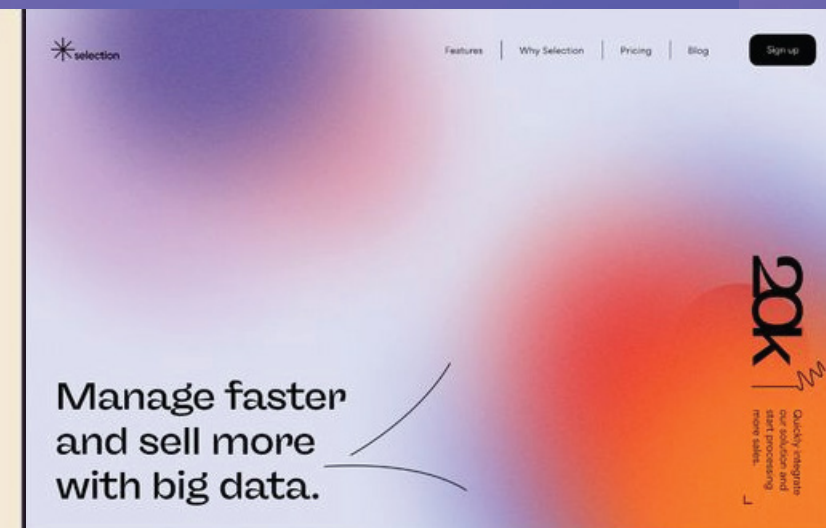 selection
Features
Why Selection
Pricing
Blog
Sign up
20k
Quickly integrate
our solution and
start processing
more sales.
Manage faster
and sell more
with big data.